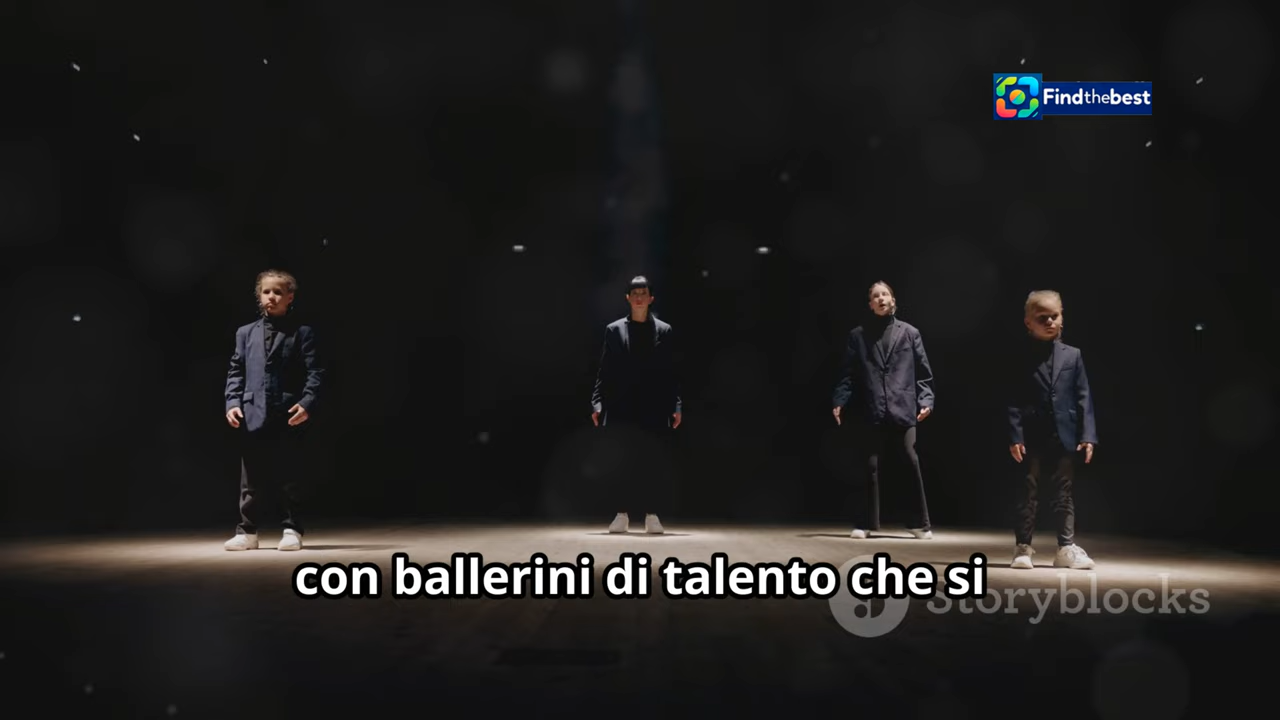 Findthebest
con ballerini di talento che si
Storyblocks